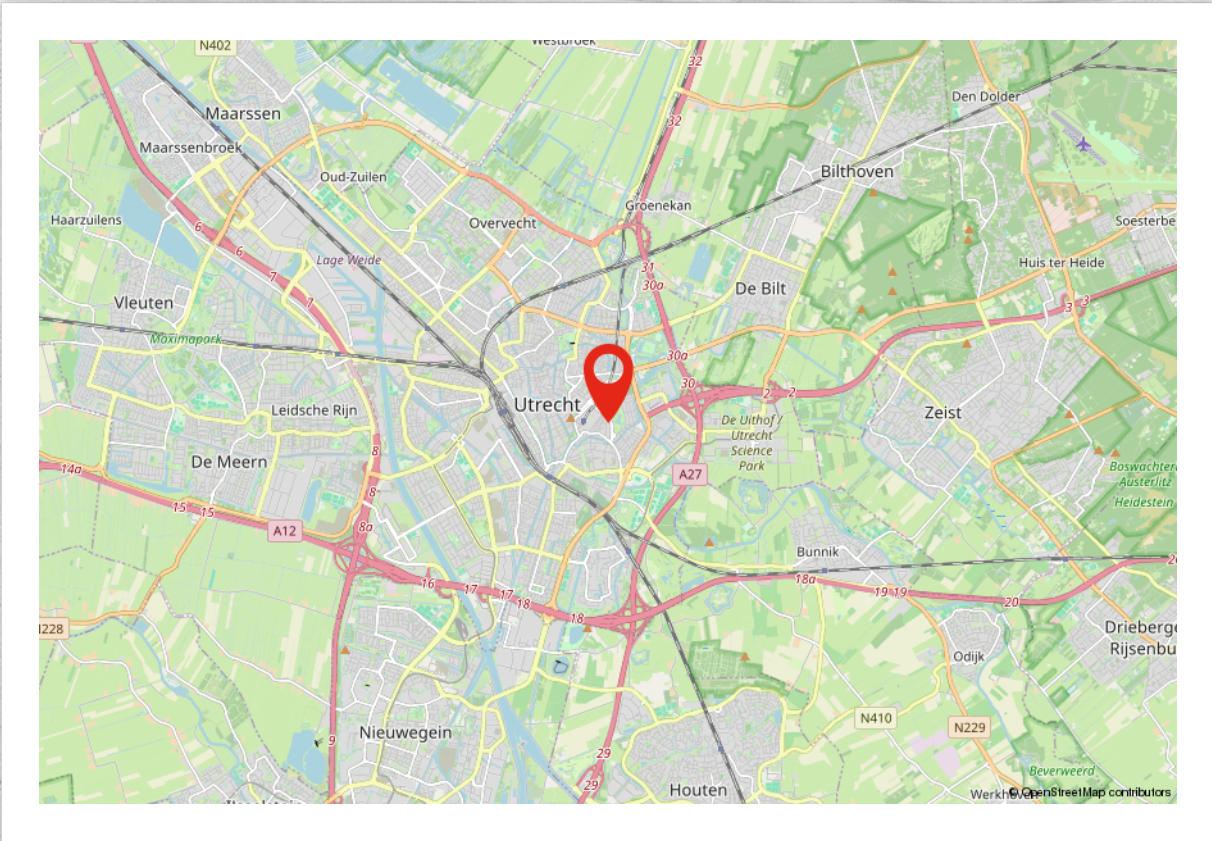 N402
Westbroek
32
Maarssen
Den Dolder
32
Maarssenbroek
Bilthoven
Oud-Zuilen
Groenekan
Haarzuilens
Overvecht
Soesterbe
6
6
Lage Weide
31
Huis ter Heide
7
30a
De Bilt
Vleuten
7
3
3
Maximapark
30a
30
2
2
Utrecht
Leidsche Rijn
Zeist
De Uithof /
Utrecht
Science
Park
8
De Meern
14a
A27
Boswachter
Austerlitz
Heidestein
8
15
15
8a
A12
Bunnik
16
17
17
18
18a
19
19
20
18
N228
Drieberge
Rijsenbu
Odijk
N410
N229
Nieuwegein
9
29
Beverweerd
29
Houten
Werkhoven
© OpenStreetMap contributors